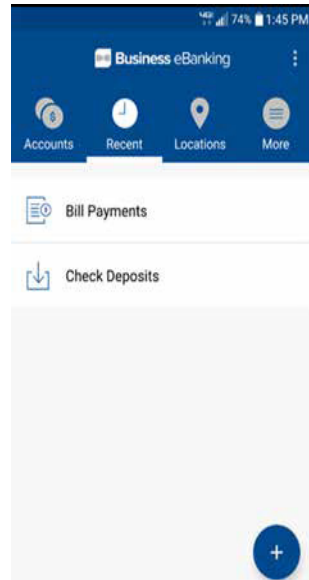 74% 1:45 PM
Business eBanking
Accounts Recent Locations More
Bill Payments
Check Deposits